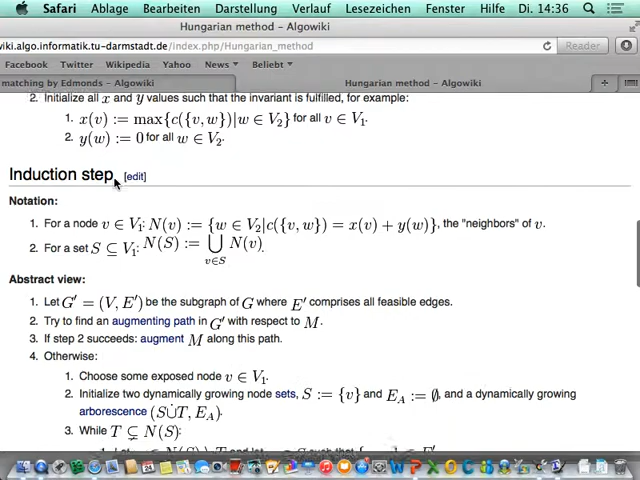 Safari Ablage Bearbeiten Darstellung Verlauf Lesezeichen Fenster Hilfe Di. 14:36
Hungarian method - Algowiki
wiki.algo.informatik.tu-darmstadt.de/index.php/Hungarian_method Reader
Facebook Twitter Wikipedia Yahoo News Beliebt
matching by Edmonds - Algowiki Hungarian method - Algowiki
2. Initialize all x and y values such that the invariant is fulfilled, for example:
1. x(v) := max{c({v, w})|w ∈ V₂} for all v ∈ V₁.
2. y(w) := 0 for all w ∈ V₂.
Induction step [edit]
Notation:
1. For a node v ∈ V₁: N(v) := {w ∈ V₂|c({v, w}) = x(v) + y(w)}, the "neighbors" of v.
2. For a set S ⊆ V₁: N(S) := ⋃ N(v).
v∈S
Abstract view:
1. Let G′ = (V, E′) be the subgraph of G where E′ comprises all feasible edges.
2. Try to find an augmenting path in G′ with respect to M.
3. If step 2 succeeds: augment M along this path.
4. Otherwise:
1. Choose some exposed node v ∈ V₁.
2. Initialize two dynamically growing node sets, S := {v} and E_A := ∅, and a dynamically growing
arborescence (S∪̇T, E_A).
3. While T ⊊ N(S):